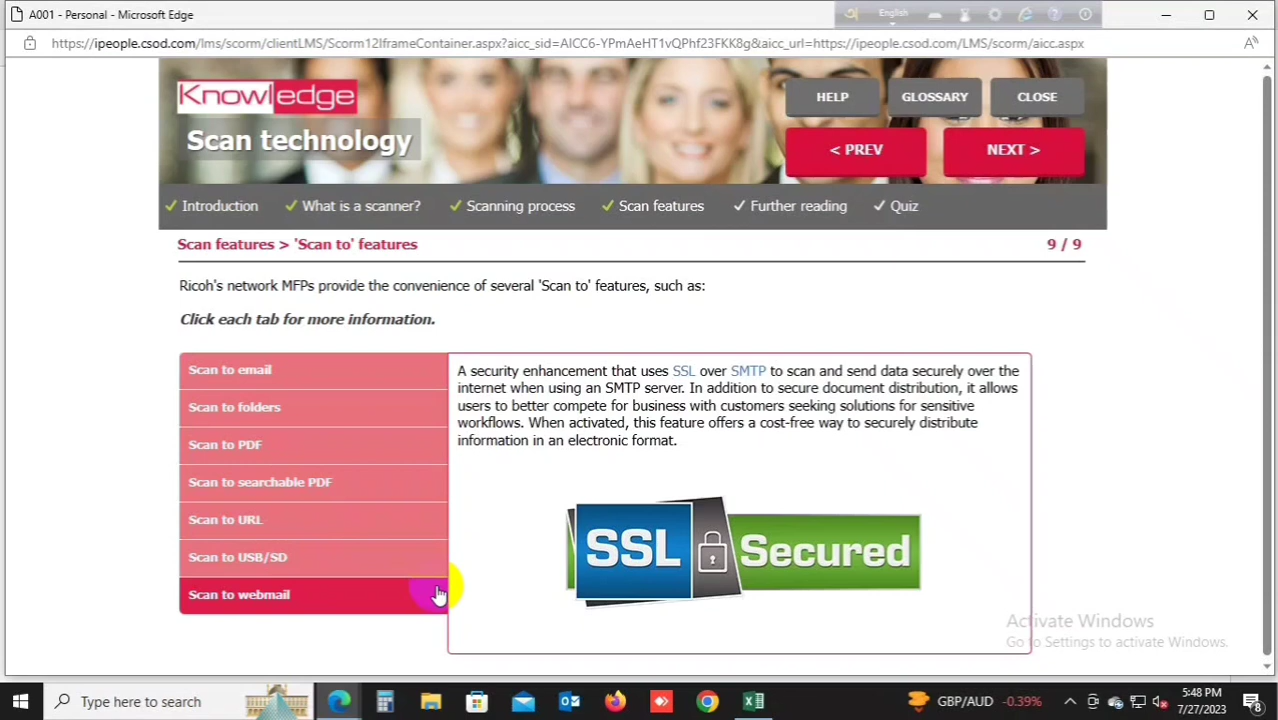 A001 - Personal - Microsoft Edge
English
https://ipeople.csod.com/lms/scorm/clientLMS/Scorm12IframeContainer.aspx?aicc_sid=AICC6-YPmAeHT1vQPhf23FKK8g&aicc_url=https://ipeople.csod.com/LMS/scorm/aicc.aspx
Knowledge
HELP
GLOSSARY
CLOSE
Scan technology
< PREV
NEXT >
Introduction
What is a scanner?
Scanning process
Scan features
Further reading
Quiz
Scan features > 'Scan to' features
9 / 9
Ricoh's network MFPs provide the convenience of several 'Scan to' features, such as:
Click each tab for more information.
Scan to email
Scan to folders
Scan to PDF
Scan to searchable PDF
Scan to URL
Scan to USB/SD
Scan to webmail
A security enhancement that uses SSL over SMTP to scan and send data securely over the
internet when using an SMTP server. In addition to secure document distribution, it allows
users to better compete for business with customers seeking solutions for sensitive
workflows. When activated, this feature offers a cost-free way to securely distribute
information in an electronic format.
SSL Secured
Activate Windows
Go to Settings to activate Windows.
Type here to search
GBP/AUD -0.39%
5:48 PM
7/27/2023
8